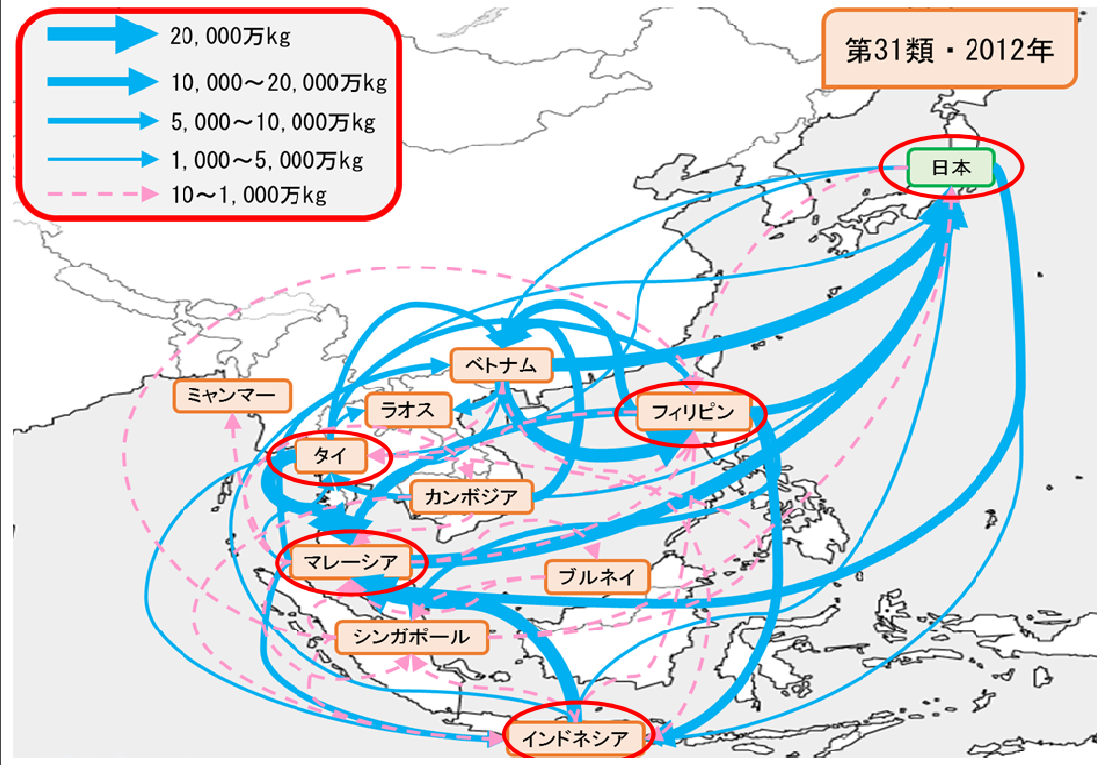 20,000万kg
10,000～20,000万kg
5,000～10,000万kg
1,000～5,000万kg
10～1,000万kg
第31類・2012年
日本
ベトナム
ミャンマー
ラオス
フィリピン
タイ
カンボジア
マレーシア
ブルネイ
シンガポール
インドネシア